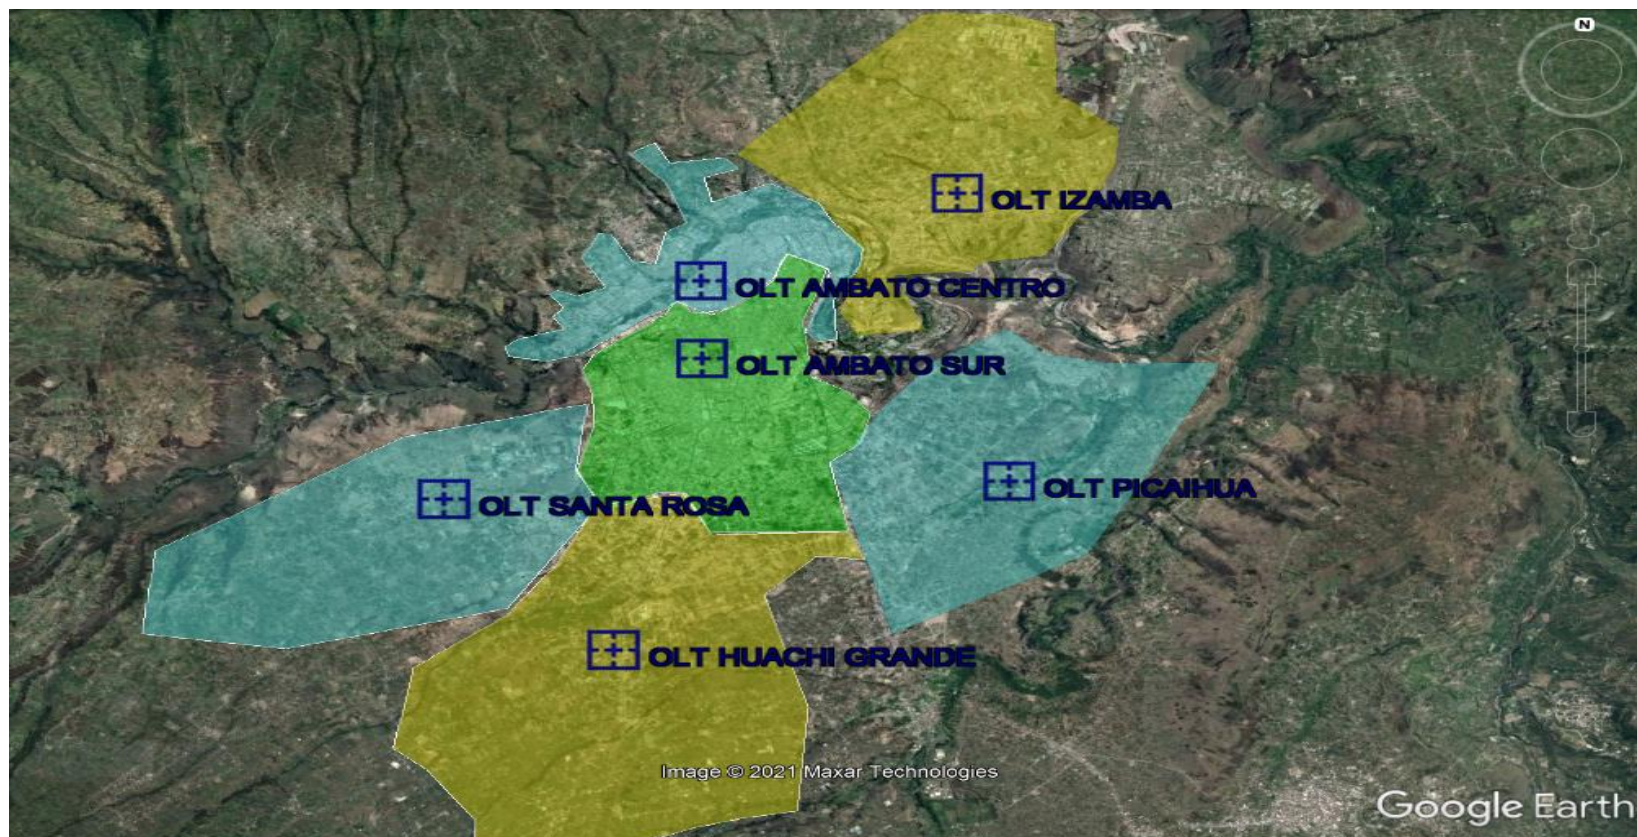 N
OLT IZAMBA
OLT AMBATO CENTRO
OLT AMBATO SUR
OLT SANTA ROSA
OLT PICAIHUA
OLT HUACHI GRANDE
Image © 2021 Maxar Technologies
Google Earth